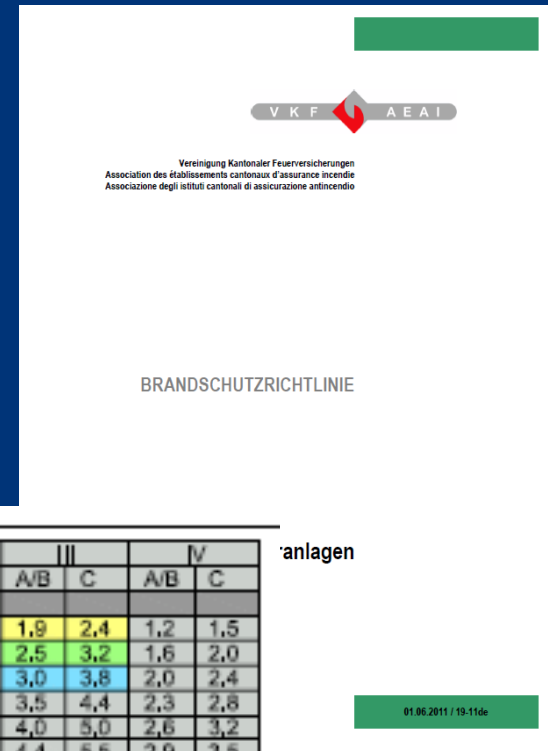 VKF AEAI
Vereinigung Kantonaler Feuerversicherungen
Association des établissements cantonaux d'assurance incendie
Associazione degli istituti cantonali di assicurazione antincendio
BRANDSCHUTZRICHTLINIE
ranlagen
III IV
A/B C A/B C
1,9 2,4 1,2 1,5
2,5 3,2 1,6 2,0
3,0 3,8 2,0 2,4
3,5 4,4 2,3 2,8
4,0 5,0 2,6 3,2
01.06.2011 / 19-11de